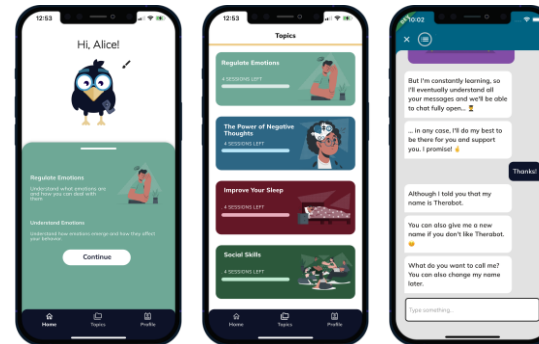 12:53
Hi, Alice!
Regulate Emotions
Understand what emotions are
and how you can deal with
them
Understand Emotions
Understand how emotions emerge and how they affect
your behavior
Continue
Home
Topics
Profile
12:53
Topics
Regulate Emotions
4 SESSIONS LEFT
The Power of Negative
Thoughts
4 SESSIONS LEFT
Improve Your Sleep
4 SESSIONS LEFT
Social Skills
4 SESSIONS LEFT
Home
Topics
Profile
10:02
But I'm constantly learning, so
I'll eventually understand all
your messages and we'll be able
to chat fully open...
... in any case, I'll do my best to
be there for you and support
you. I promise!
Thanks!
Although I told you that my
name is Therabot.
You can also give me a new
name if you don't like Therabot.
What do you want to call me?
You can also change my name
later.
Type something...